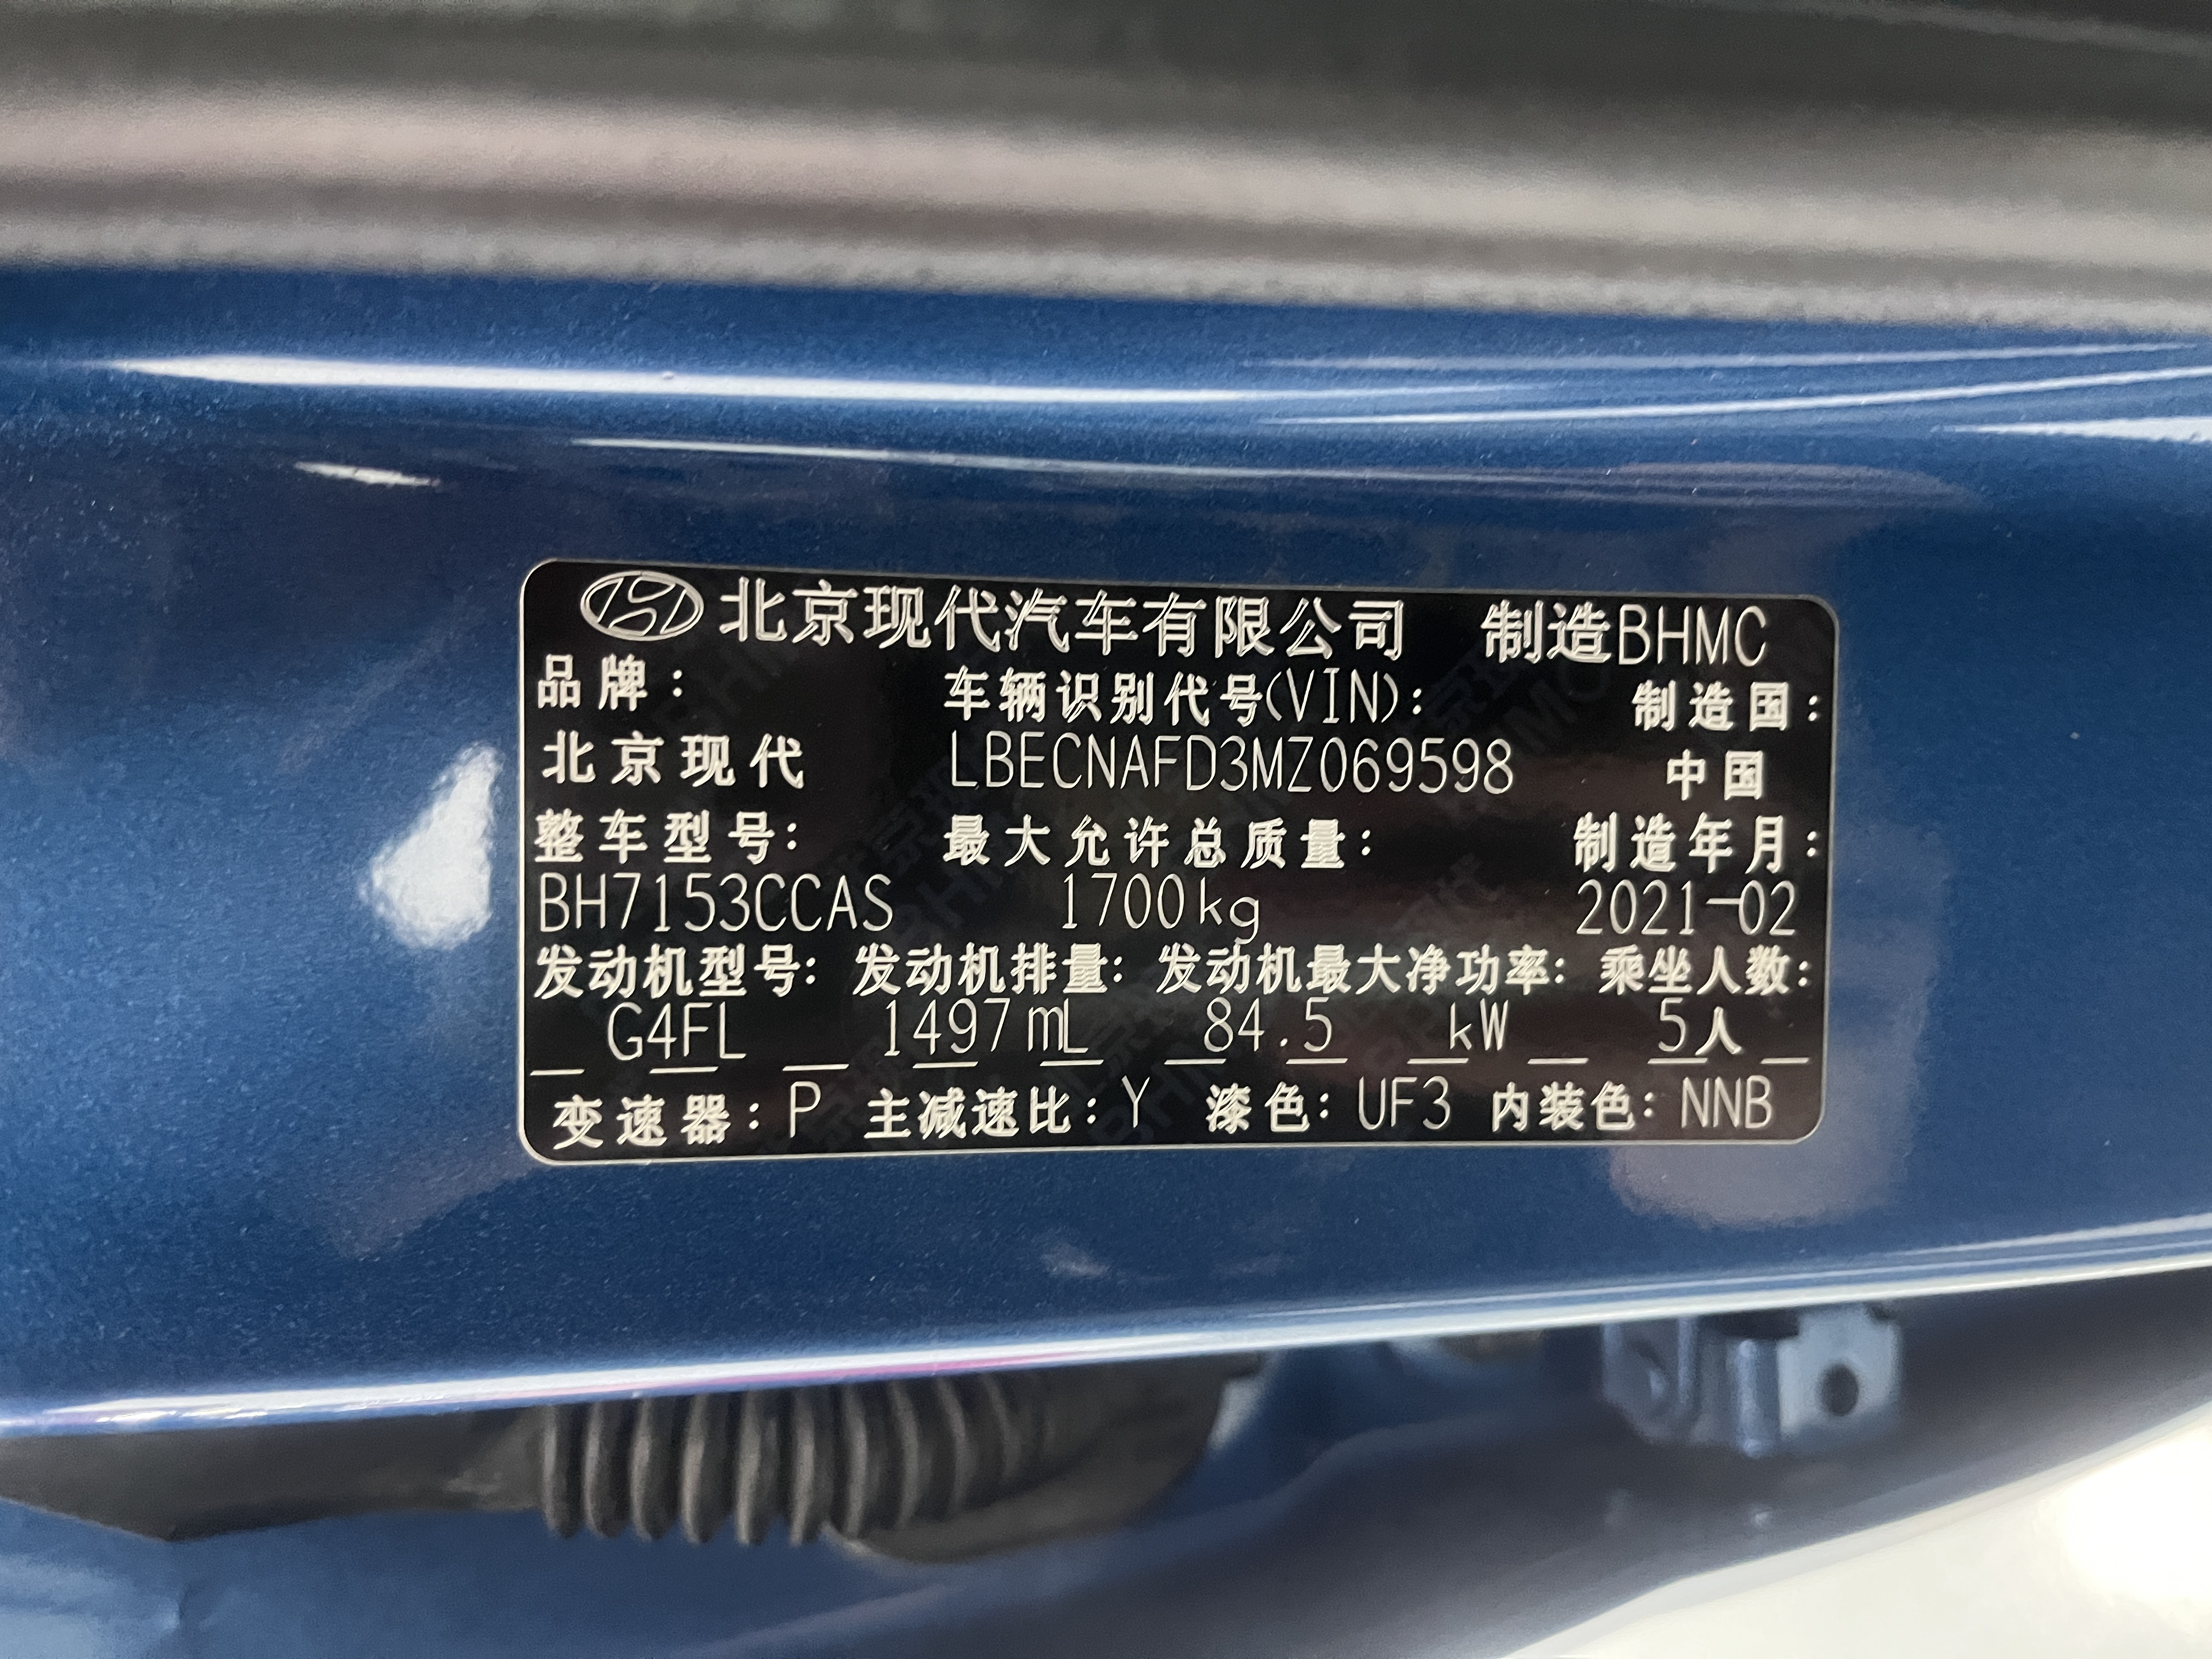 北京现代汽车有限公司 制造BHMC
品牌： 车辆识别代号(VIN)： 制造国：
北京现代 LBECNAFD3MZ069598 中国
整车型号： 最大允许总质量： 制造年月：
BH7153CCAS 1700kg 2021-02
发动机型号： 发动机排量： 发动机最大净功率： 乘坐人数：
G4FL 1497mL 84.5 kW 5人
变速器：P 主减速比：Y 漆色：UF3 内装色：NNB